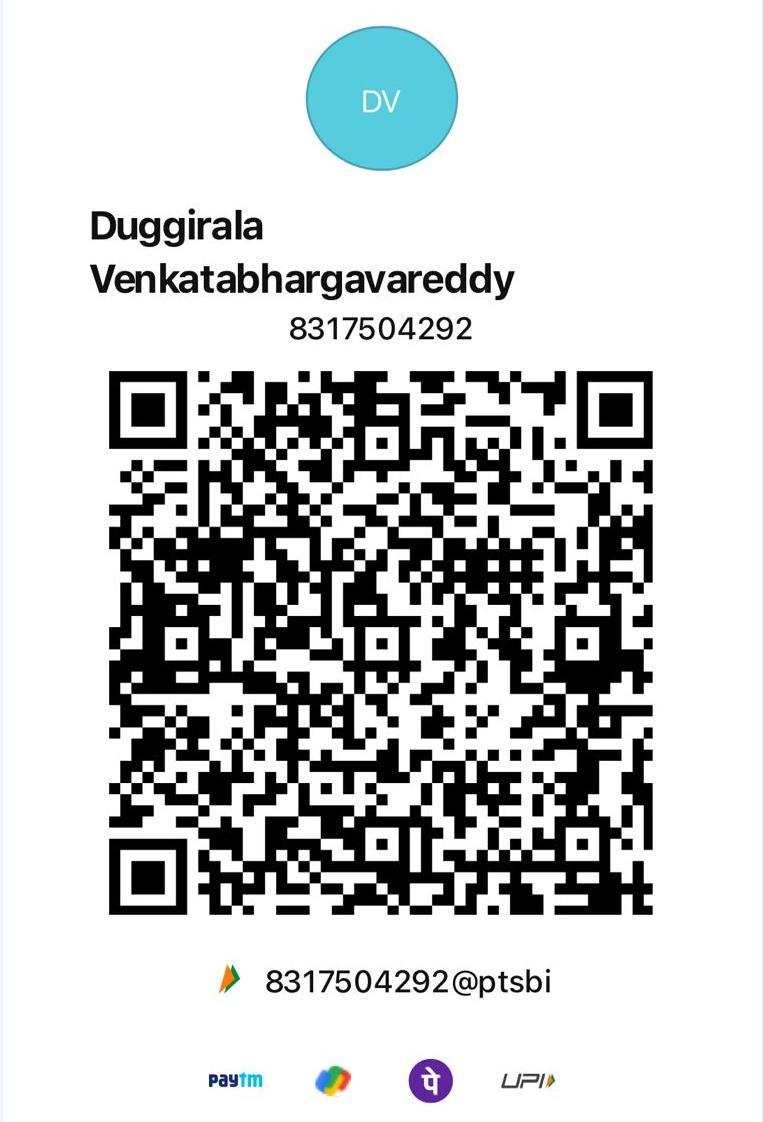 DV
Duggirala
Venkatabhargavareddy
8317504292
8317504292@ptsbi
paytm पे UPI